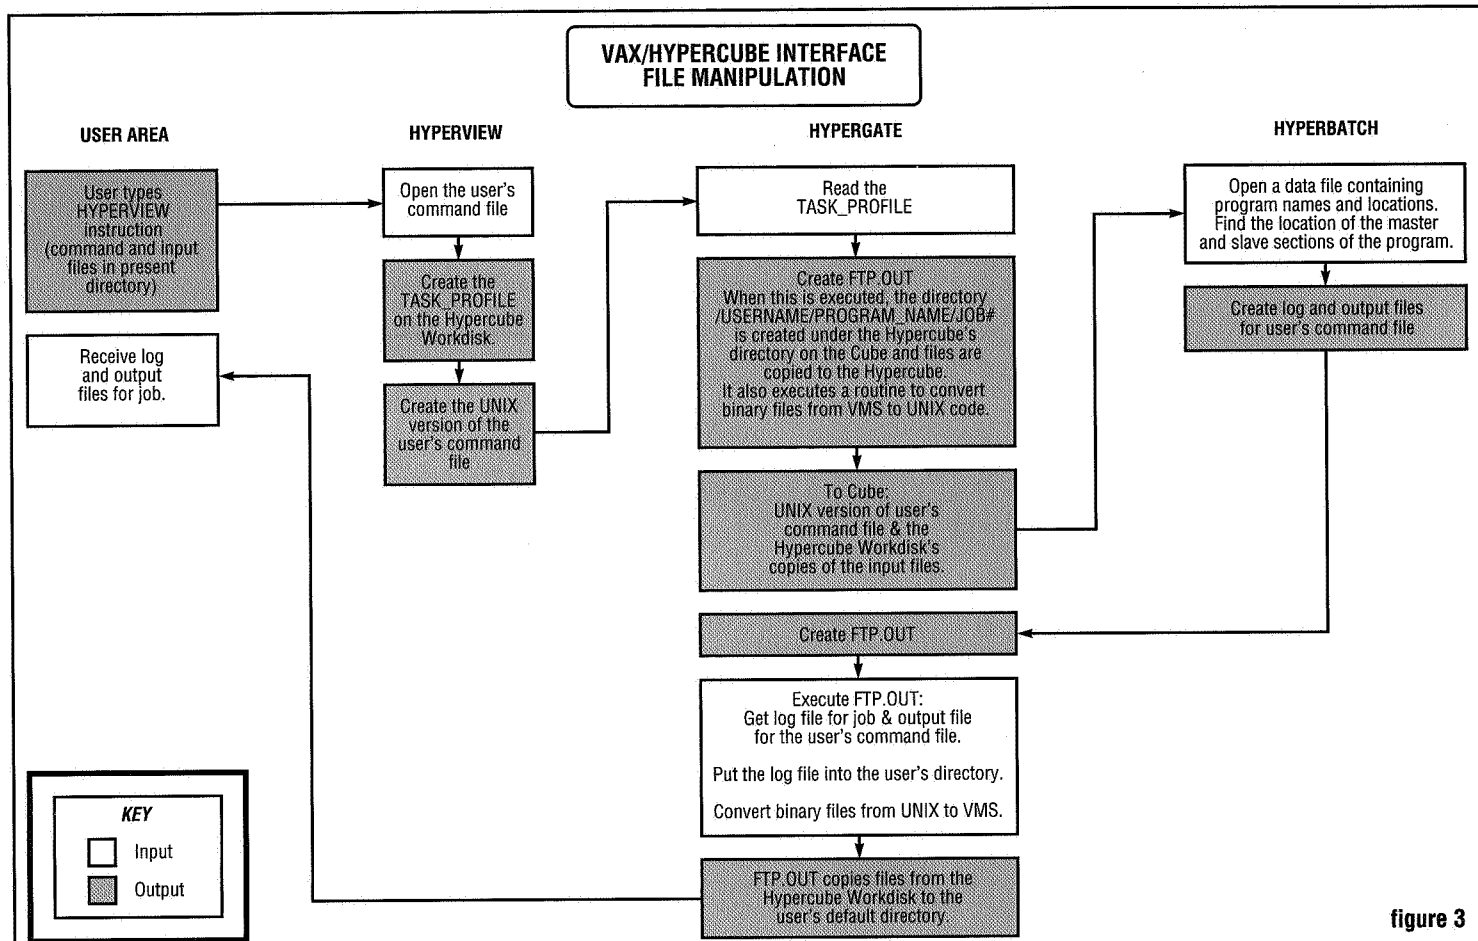 VAX/HYPERCUBE INTERFACE
FILE MANIPULATION
USER AREA
User types
HYPERVIEW
instruction
(command and input
files in present
directory)
Receive log
and output
files for job.
HYPERVIEW
Open the user's
command file
Create the
TASK_PROFILE
on the Hypercube
Workdisk.
Create the UNIX
version of the
user's command
file
HYPERGATE
Read the
TASK_PROFILE
Create FTP.OUT
When this is executed, the directory
/USERNAME/PROGRAM_NAME/JOB#
is created under the Hypercube's
directory on the Cube and files are
copied to the Hypercube.
It also executes a routine to convert
binary files from VMS to UNIX code.
To Cube:
UNIX version of user's
command file & the
Hypercube Workdisk's
copies of the input files.
Create FTP.OUT
Execute FTP.OUT:
Get log file for job & output file
for the user's command file.
Put the log file into the user's directory.
Convert binary files from UNIX to VMS.
FTP.OUT copies files from the
Hypercube Workdisk to the
user's default directory.
HYPERBATCH
Open a data file containing
program names and locations.
Find the location of the master
and slave sections of the program.
Create log and output files
for user's command file
KEY
Input
Output
figure 3